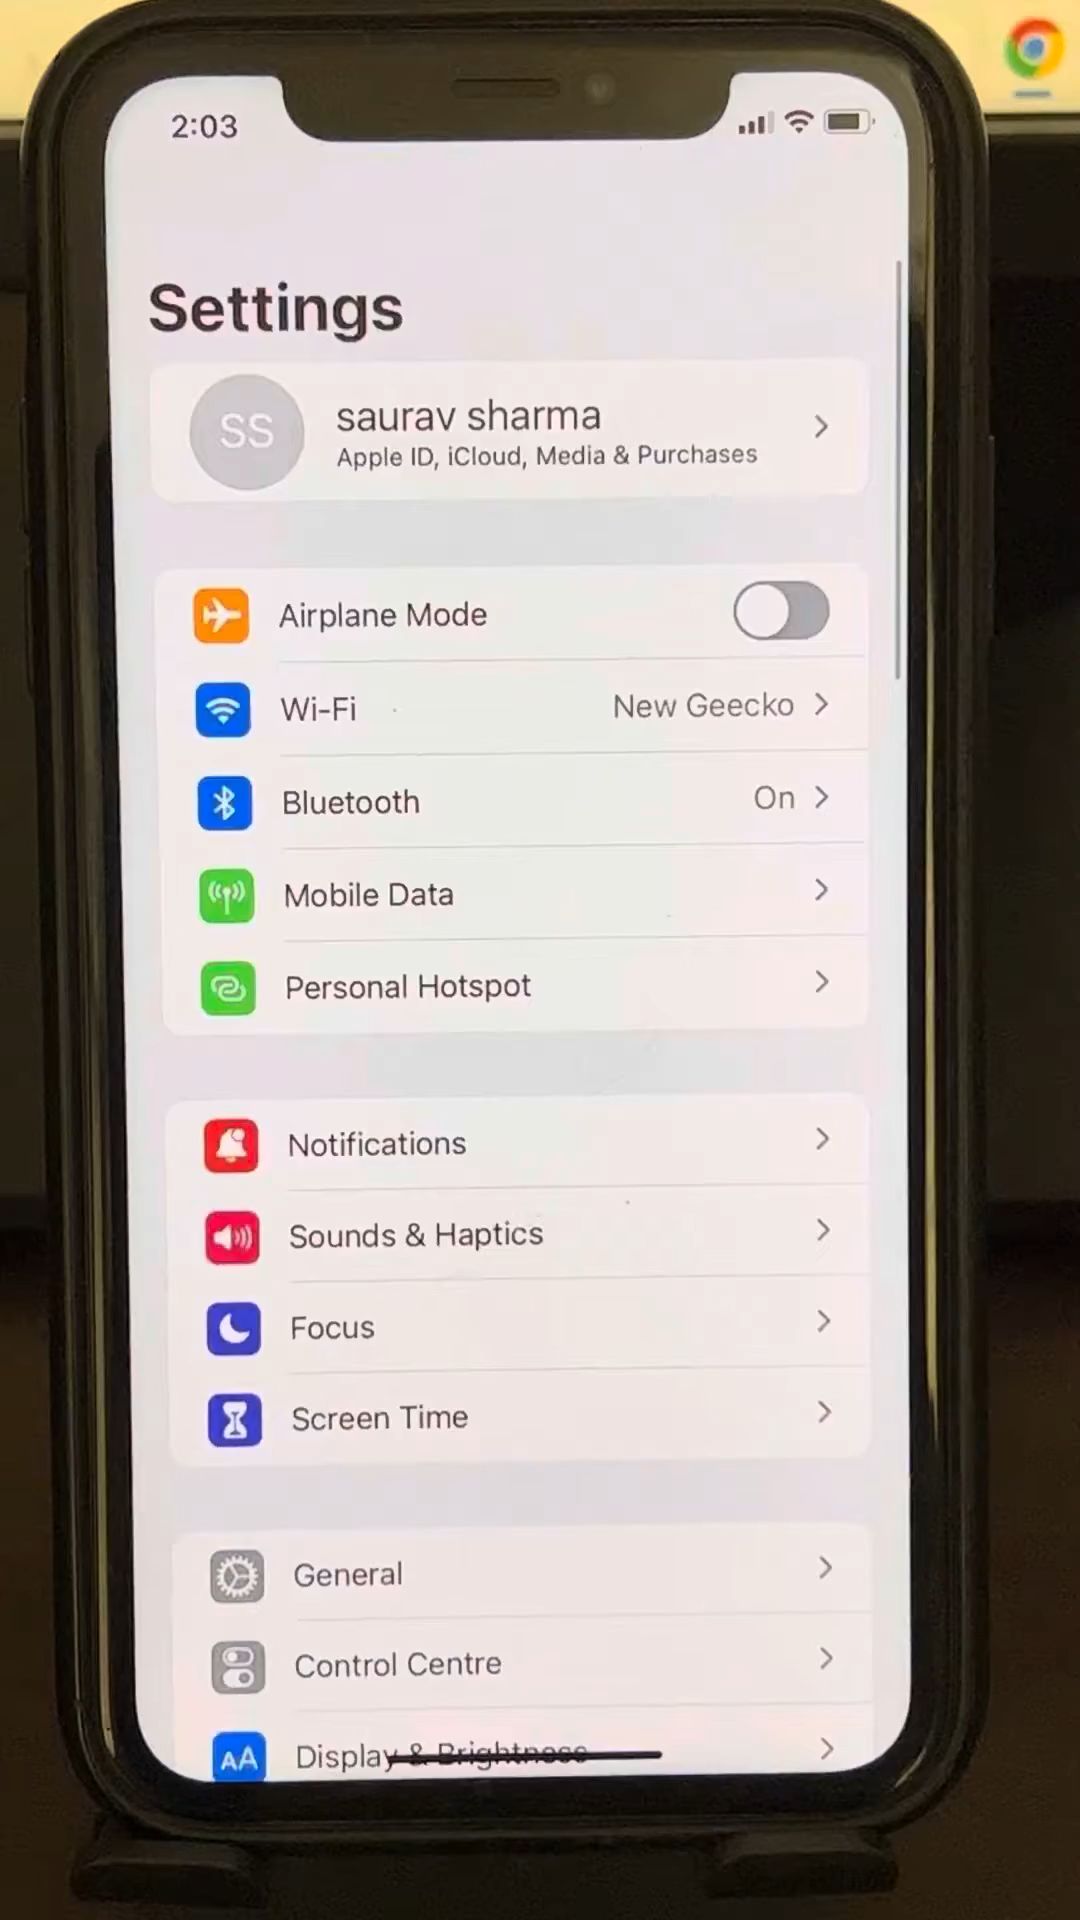 2:03
Settings
SS
saurav sharma
Apple ID, iCloud, Media & Purchases
Airplane Mode
Wi-Fi New Geecko
Bluetooth On
Mobile Data
Personal Hotspot
Notifications
Sounds & Haptics
Focus
Screen Time
General
Control Centre
AA Display & Brightness